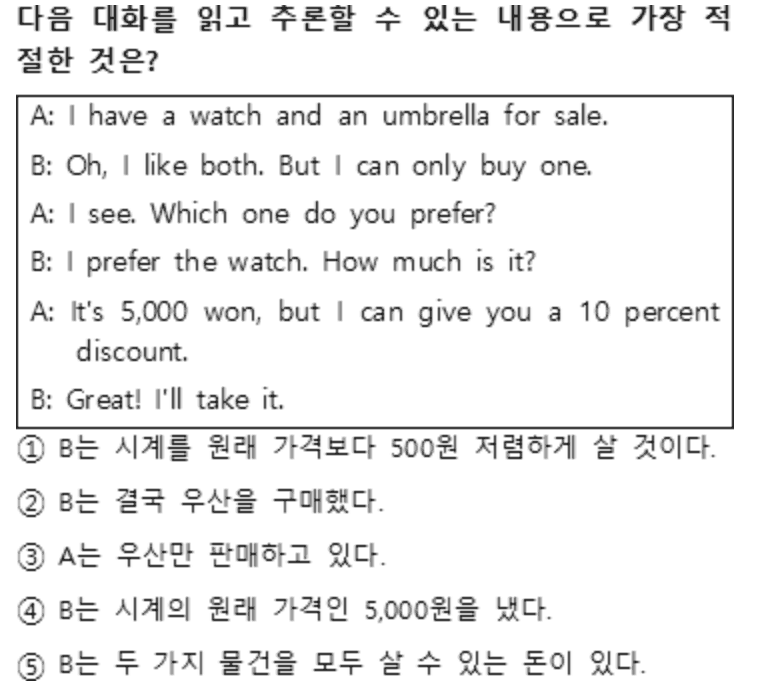 다음 대화를 읽고 추론할 수 있는 내용으로 가장 적
절한 것은?
A: I have a watch and an umbrella for sale.
B: Oh, I like both. But I can only buy one.
A: I see. Which one do you prefer?
B: I prefer the watch. How much is it?
A: It's 5,000 won, but I can give you a 10 percent
discount.
B: Great! I'll take it.
① B는 시계를 원래 가격보다 500원 저렴하게 살 것이다.
② B는 결국 우산을 구매했다.
③ A는 우산만 판매하고 있다.
④ B는 시계의 원래 가격인 5,000원을 냈다.
⑤ B는 두 가지 물건을 모두 살 수 있는 돈이 있다.